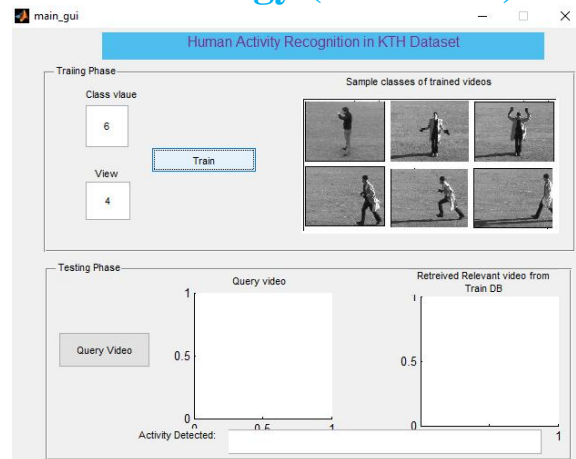 main_gui
Human Activity Recognition in KTH Dataset
Traiing Phase
Class vlaue
6
Train
View
4
Sample classes of trained videos
Testing Phase
Query video
Retreived Relevant video from
Train DB
Query Video
1
0.5
0
0
0.5
1
1
0.5
0
1
Activity Detected: